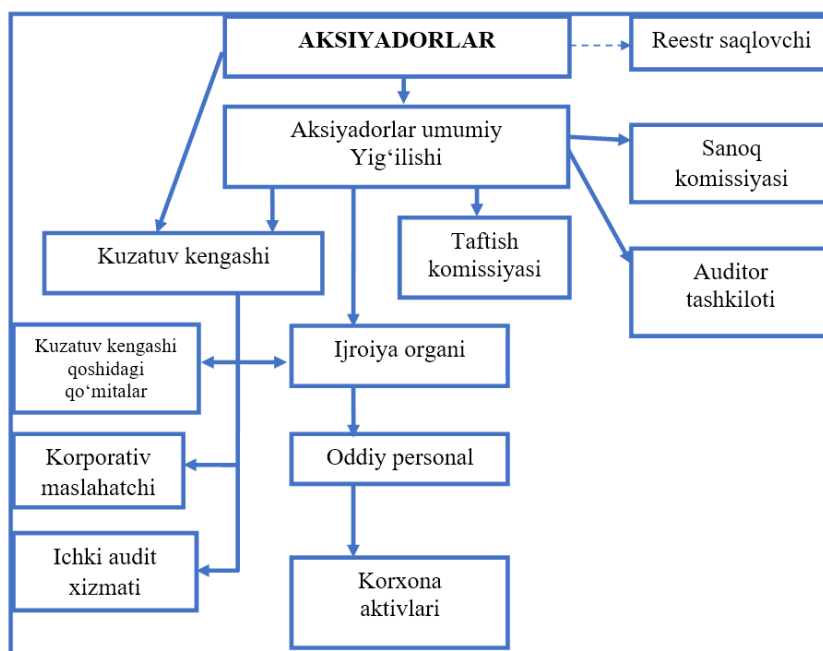 AKSIYADORLAR
Reestr saqlovchi
Aksiyadorlar umumiy
Yig‘ilishi
Sanoq
komissiyasi
Kuzatuv kengashi
Taftish
komissiyasi
Auditor
tashkiloti
Kuzatuv kengashi
qoshidagi
qo‘mitalar
Ijroiya organi
Korporativ
maslahatchi
Oddiy personal
Ichki audit
xizmati
Korxona
aktivlari